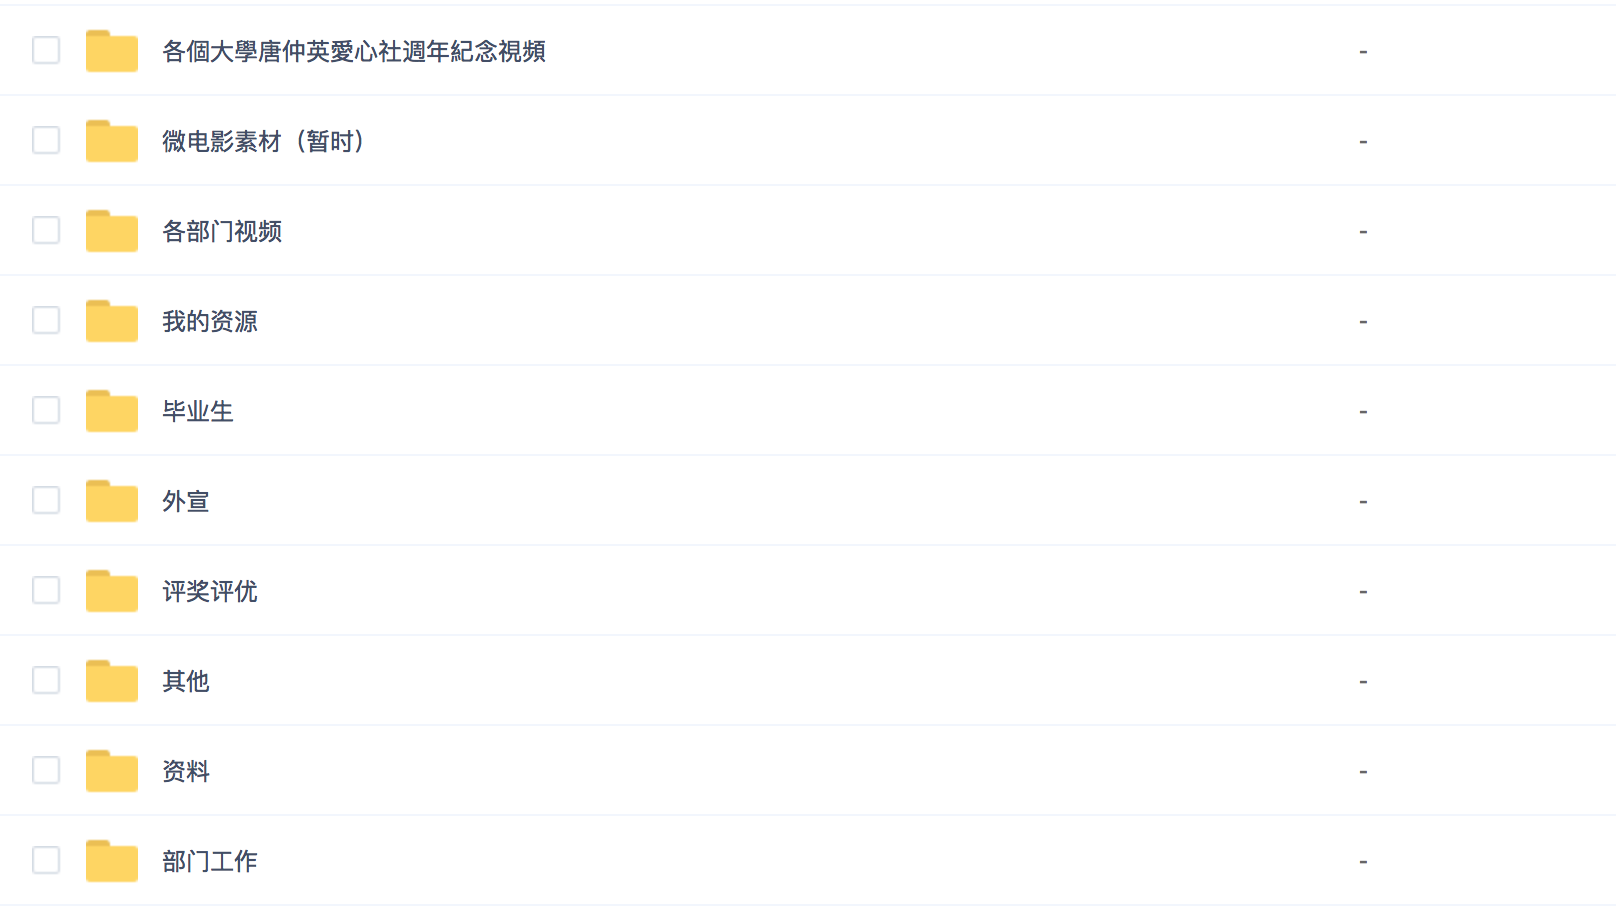 各個大學唐仲英愛心社週年紀念視頻 -
微电影素材（暂时） -
各部门视频 -
我的资源 -
毕业生 -
外宣 -
评奖评优 -
其他 -
资料 -
部门工作 -